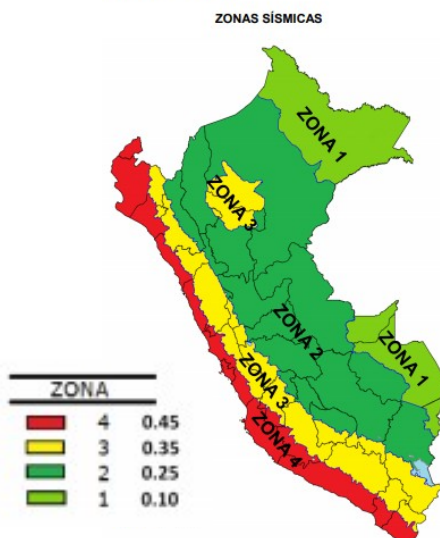 ZONAS SÍSMICAS
ZONA 1
ZONA 3
ZONA 2
ZONA 1
ZONA 3
ZONA 4
ZONA
4 0.45
3 0.35
2 0.25
1 0.10